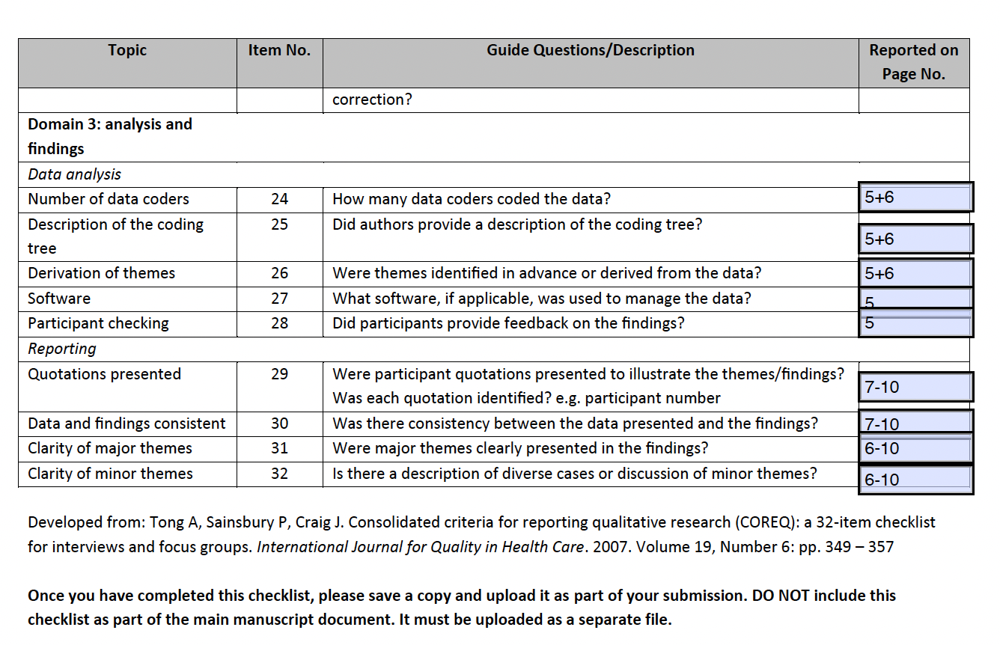 Topic Item No. Guide Questions/Description Reported on
Page No.
correction?
Domain 3: analysis and
findings
Data analysis
Number of data coders 24 How many data coders coded the data? 5+6
Description of the coding 25 Did authors provide a description of the coding tree?
tree 5+6
Derivation of themes 26 Were themes identified in advance or derived from the data? 5+6
Software 27 What software, if applicable, was used to manage the data? 5
Participant checking 28 Did participants provide feedback on the findings? 5
Reporting
Quotations presented 29 Were participant quotations presented to illustrate the themes/findings?
Was each quotation identified? e.g. participant number 7-10
Data and findings consistent 30 Was there consistency between the data presented and the findings? 7-10
Clarity of major themes 31 Were major themes clearly presented in the findings? 6-10
Clarity of minor themes 32 Is there a description of diverse cases or discussion of minor themes? 6-10
Developed from: Tong A, Sainsbury P, Craig J. Consolidated criteria for reporting qualitative research (COREQ): a 32-item checklist
for interviews and focus groups. International Journal for Quality in Health Care. 2007. Volume 19, Number 6: pp. 349 – 357
Once you have completed this checklist, please save a copy and upload it as part of your submission. DO NOT include this
checklist as part of the main manuscript document. It must be uploaded as a separate file.